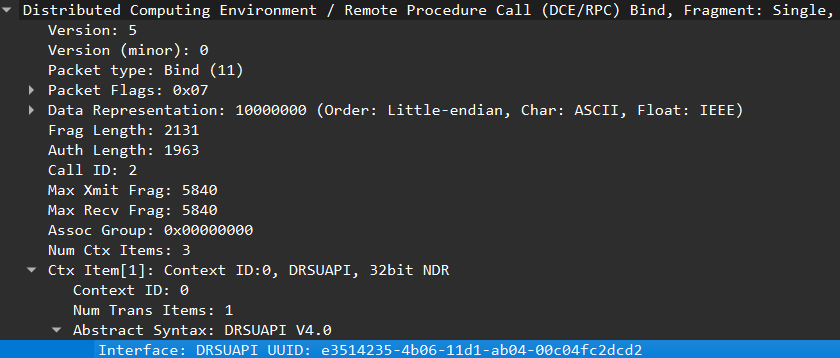 Distributed Computing Environment / Remote Procedure Call (DCE/RPC) Bind, Fragment: Single,
Version: 5
Version (minor): 0
Packet type: Bind (11)
Packet Flags: 0x07
Data Representation: 10000000 (Order: Little-endian, Char: ASCII, Float: IEEE)
Frag Length: 2131
Auth Length: 1963
Call ID: 2
Max Xmit Frag: 5840
Max Recv Frag: 5840
Assoc Group: 0x00000000
Num Ctx Items: 3
Ctx Item[1]: Context ID:0, DRSUAPI, 32bit NDR
Context ID: 0
Num Trans Items: 1
Abstract Syntax: DRSUAPI V4.0
Interface: DRSUAPI UUID: e3514235-4b06-11d1-ab04-00c04fc2dcd2